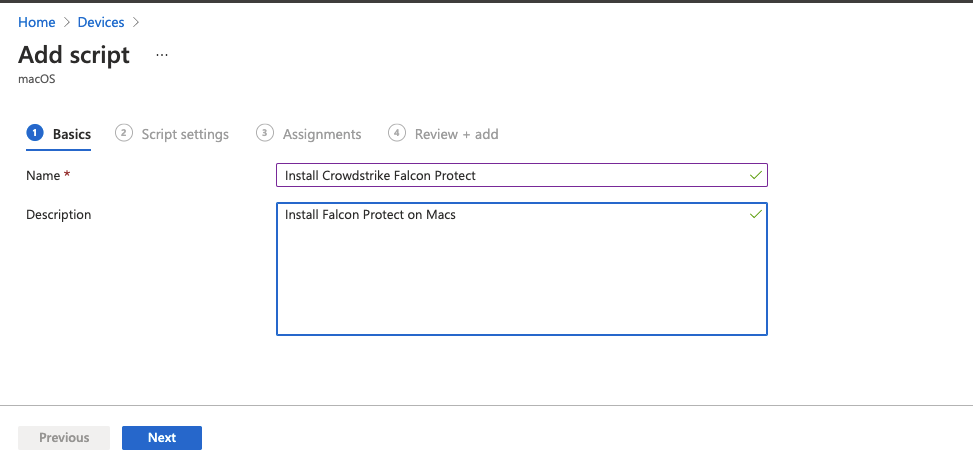 Home > Devices >
Add script ...
macOS
1 Basics 2 Script settings 3 Assignments 4 Review + add
Name * Install Crowdstrike Falcon Protect
Description Install Falcon Protect on Macs
Previous Next